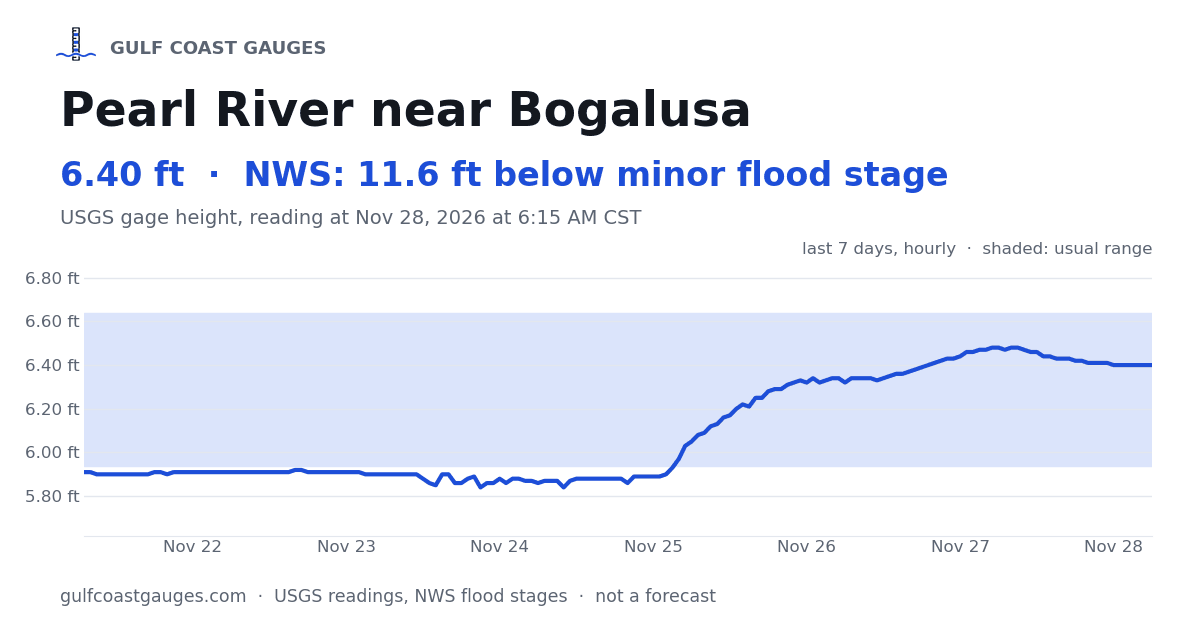 GULF COAST GAUGES
Pearl River near Bogalusa
6.40 ft · NWS: 11.6 ft below minor flood stage
USGS gage height, reading at Nov 28, 2026 at 6:15 AM CST
last 7 days, hourly · shaded: usual range
6.80 ft
6.60 ft
6.40 ft
6.20 ft
6.00 ft
5.80 ft
Nov 22 Nov 23 Nov 24 Nov 25 Nov 26 Nov 27 Nov 28
gulfcoastgauges.com · USGS readings, NWS flood stages · not a forecast